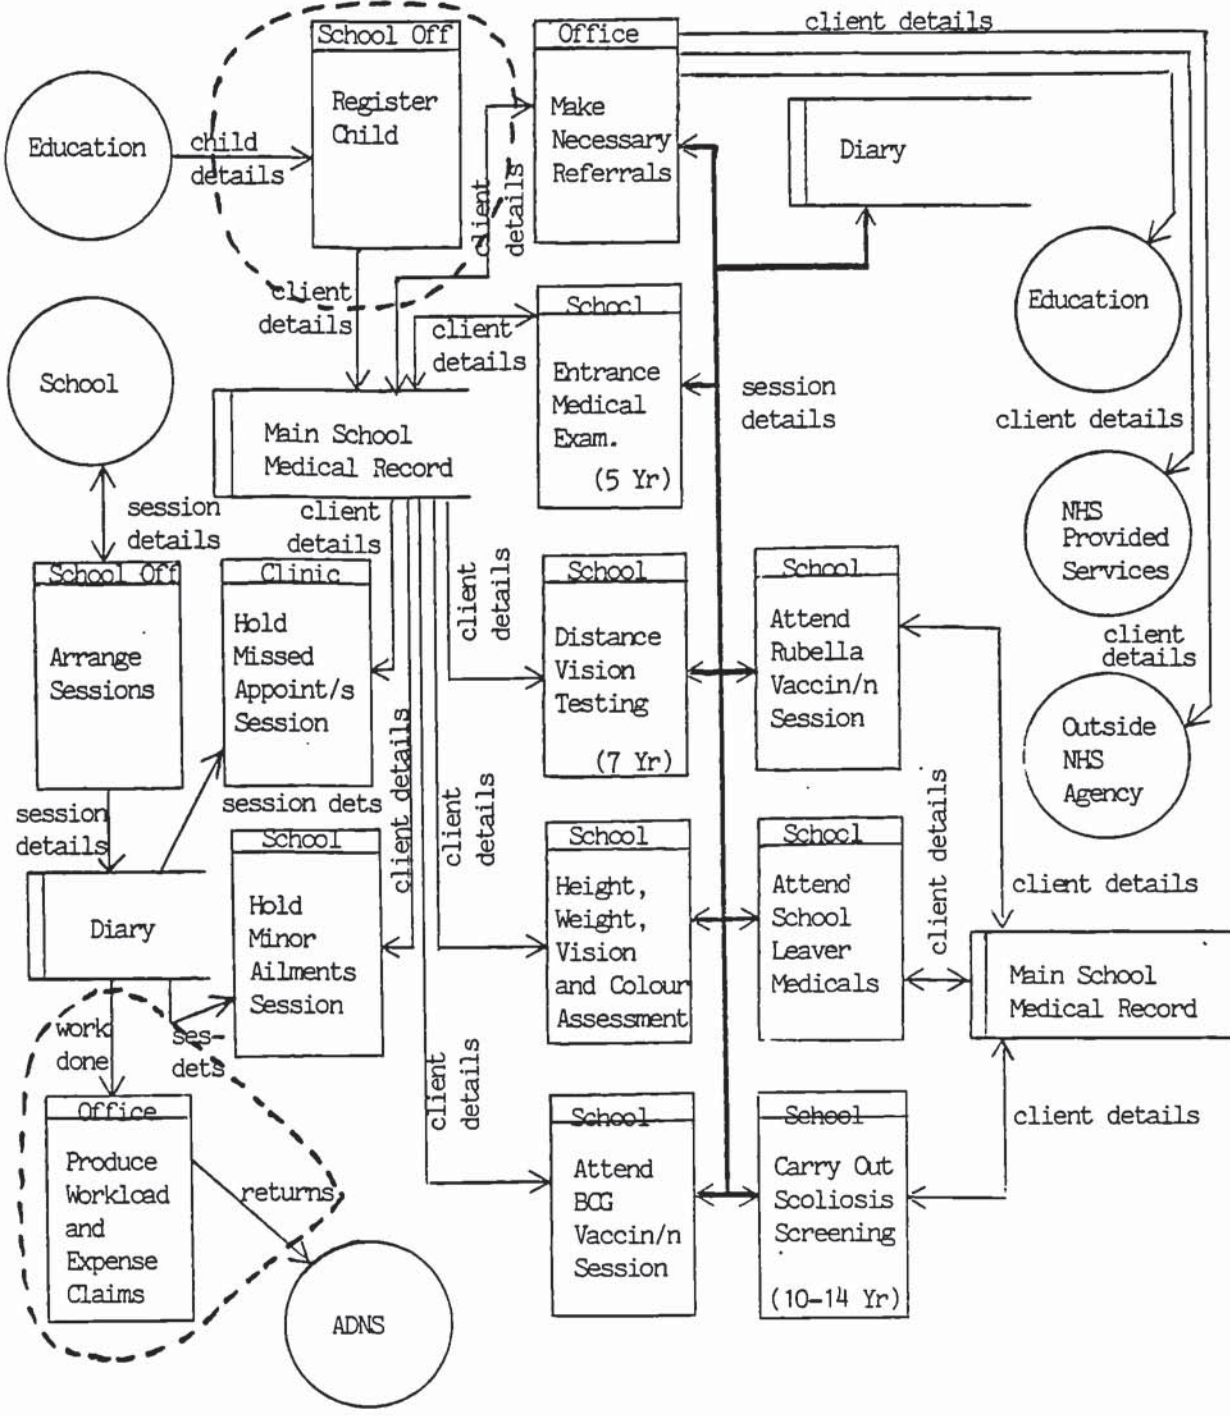 client details
School Off
Register
Child
Office
Make
Necessary
Referrals
Diary
Education
child
details
client
details
client
details
Education
School
School
Entrance
Medical
Exam.
(5 Yr)
client
details
session
details
client details
Main School
Medical Record
session
details
client
details
NHS
Provided
Services
School Off
Arrange
Sessions
Clinic
Hold
Missed
Appoint/s
Session
client
details
School
Distance
Vision
Testing
(7 Yr)
School
Attend
Rubella
Vaccin/n
Session
client
details
Outside
NHS
Agency
session
details
session dets
client details
client
details
client details
School
Hold
Minor
Ailments
Session
School
Height,
Weight,
Vision
and Colour
Assessment
School
Attend
School
Leaver
Medicals
client details
Diary
Main School
Medical Record
work
done
ses-
dets
client
details
client details
Office
Produce
Workload
and
Expense
Claims
returns
School
Attend
BCG
Vaccin/n
Session
School
Carry Out
Scoliosis
Screening
(10-14 Yr)
ADNS